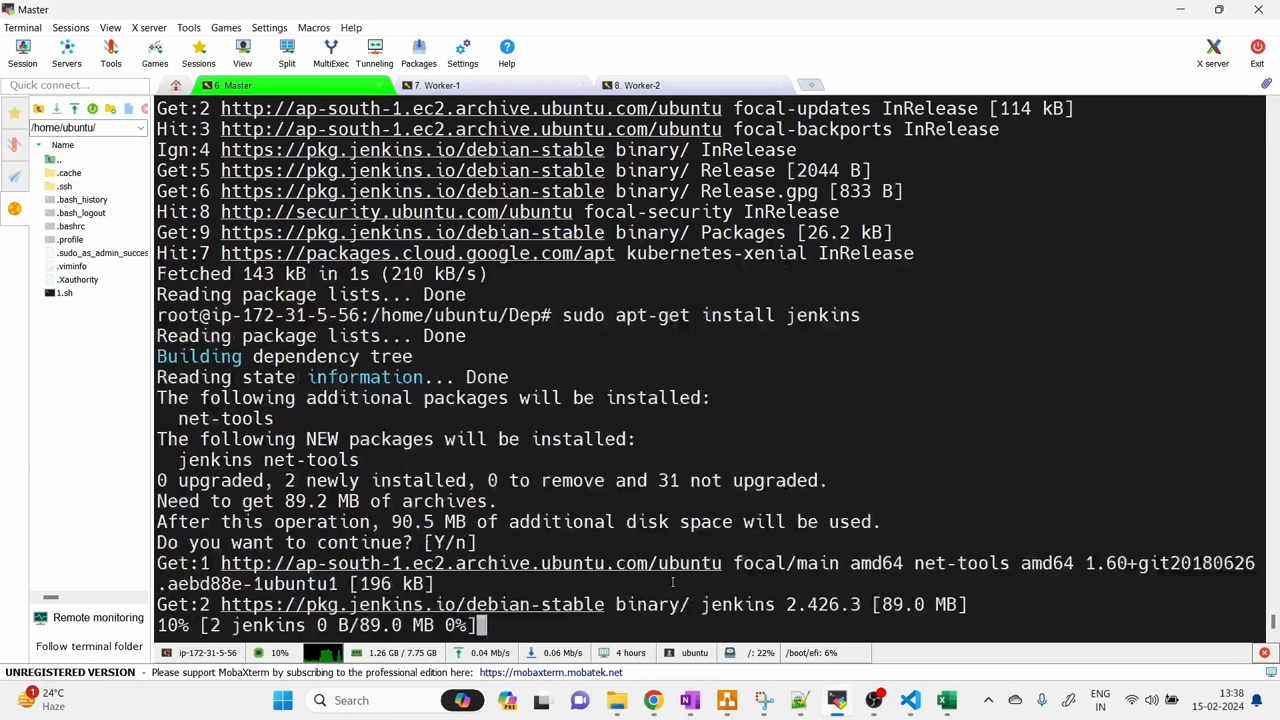 Master
Terminal Sessions View X server Tools Games Settings Macros Help
Session Servers Tools Games Sessions View Split MultiExec Tunneling Packages Settings Help X server Exit
Quick connect... 6. Master 7. Worker-1 8. Worker-2
/home/ubuntu/
Name
..
.cache
.ssh
.bash_history
.bash_logout
.bashrc
.profile
.sudo_as_admin_succes
.viminfo
.Xauthority
1.sh
Remote monitoring
Follow terminal folder
Get:2 http://ap-south-1.ec2.archive.ubuntu.com/ubuntu focal-updates InRelease [114 kB]
Hit:3 http://ap-south-1.ec2.archive.ubuntu.com/ubuntu focal-backports InRelease
Ign:4 https://pkg.jenkins.io/debian-stable binary/ InRelease
Get:5 https://pkg.jenkins.io/debian-stable binary/ Release [2044 B]
Get:6 https://pkg.jenkins.io/debian-stable binary/ Release.gpg [833 B]
Hit:8 http://security.ubuntu.com/ubuntu focal-security InRelease
Get:9 https://pkg.jenkins.io/debian-stable binary/ Packages [26.2 kB]
Hit:7 https://packages.cloud.google.com/apt kubernetes-xenial InRelease
Fetched 143 kB in 1s (210 kB/s)
Reading package lists... Done
root@ip-172-31-5-56:/home/ubuntu/Dep# sudo apt-get install jenkins
Reading package lists... Done
Building dependency tree
Reading state information... Done
The following additional packages will be installed:
net-tools
The following NEW packages will be installed:
jenkins net-tools
0 upgraded, 2 newly installed, 0 to remove and 31 not upgraded.
Need to get 89.2 MB of archives.
After this operation, 90.5 MB of additional disk space will be used.
Do you want to continue? [Y/n]
Get:1 http://ap-south-1.ec2.archive.ubuntu.com/ubuntu focal/main amd64 net-tools amd64 1.60+git20180626
.aebd88e-1ubuntu1 [196 kB]
Get:2 https://pkg.jenkins.io/debian-stable binary/ jenkins 2.426.3 [89.0 MB]
10% [2 jenkins 0 B/89.0 MB 0%]
ip-172-31-5-56 10% 1.26 GB / 7.75 GB 0.04 Mb/s 0.06 Mb/s 4 hours ubuntu /: 22% /boot/efi: 6%
UNREGISTERED VERSION - Please support MobaXterm by subscribing to the professional edition here: https://mobaxterm.mobatek.net
1 24°C Haze Search PRE ENG IN 13:38 15-02-2024